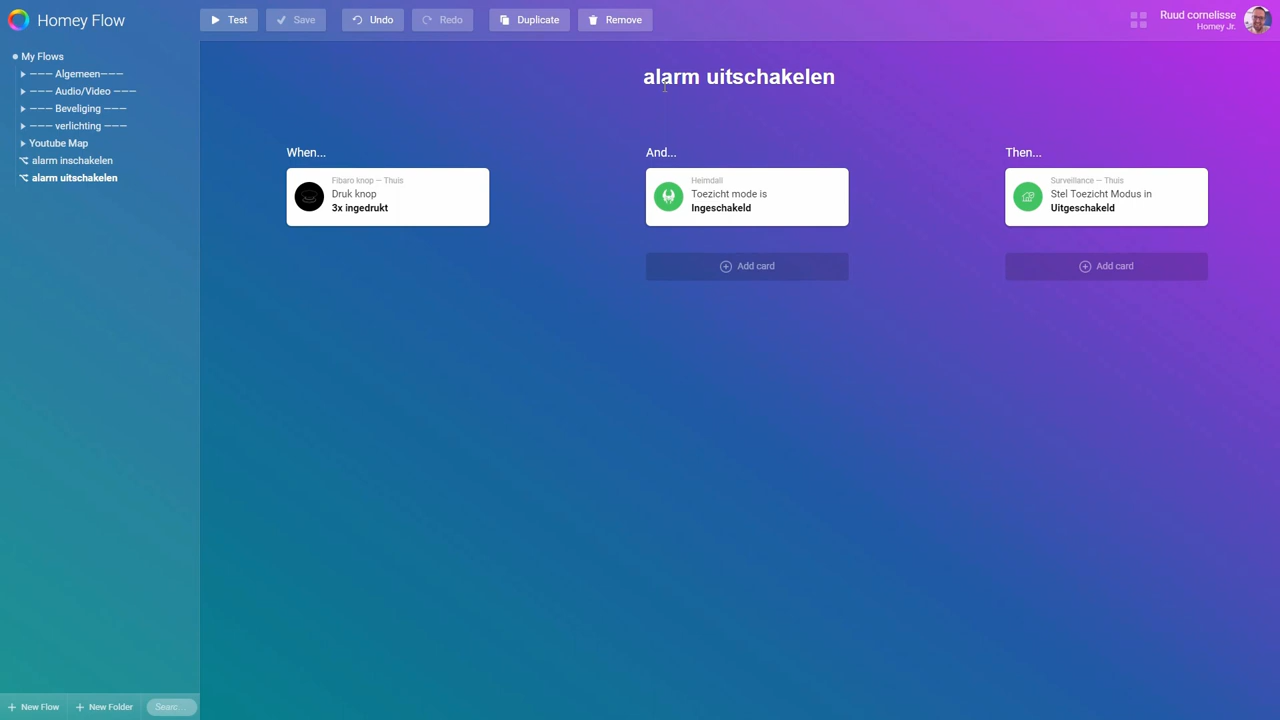 Homey Flow
Test
Save
Undo
Redo
Duplicate
Remove
Ruud cornelisse
Homey Jr.
My Flows
——— Algemeen———
——— Audio/Video ———
——— Beveliging ———
——— verlichting ———
Youtube Map
alarm inschakelen
alarm uitschakelen
alarm uitschakelen
When...
Fibaro knop — Thuis
Druk knop
3x ingedrukt
And...
Heimdall
Toezicht mode is
Ingeschakeld
Add card
Then...
Surveillance — Thuis
Stel Toezicht Modus in
Uitgeschakeld
Add card
New Flow
New Folder
Searc...